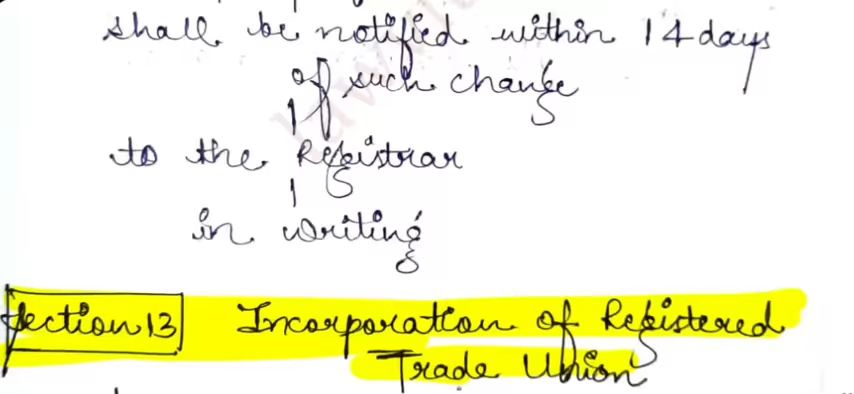 shall be notified within 14 days
of such change
to the Registrar
in writing
Section 13 Incorporation of Registered
Trade Union